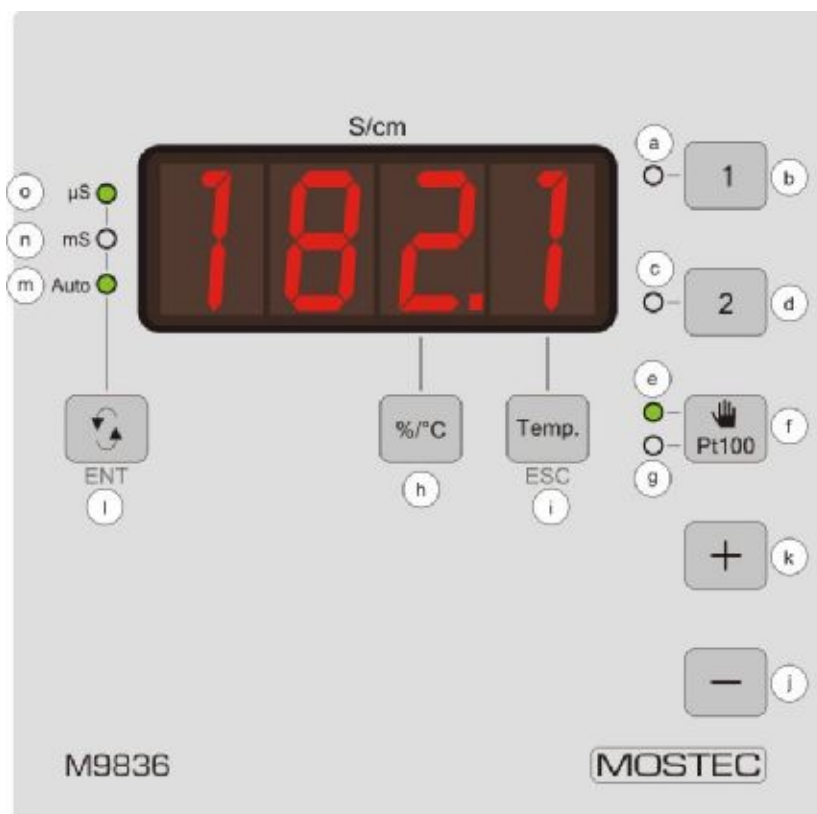 S/cm
a
1
b
o
µS
182.1
n
mS
m
Auto
c
2
d
e
%/°C
Temp.
Pt100
f
g
ENT
ESC
h
l
i
+
k
−
j
M9836
MOSTEC